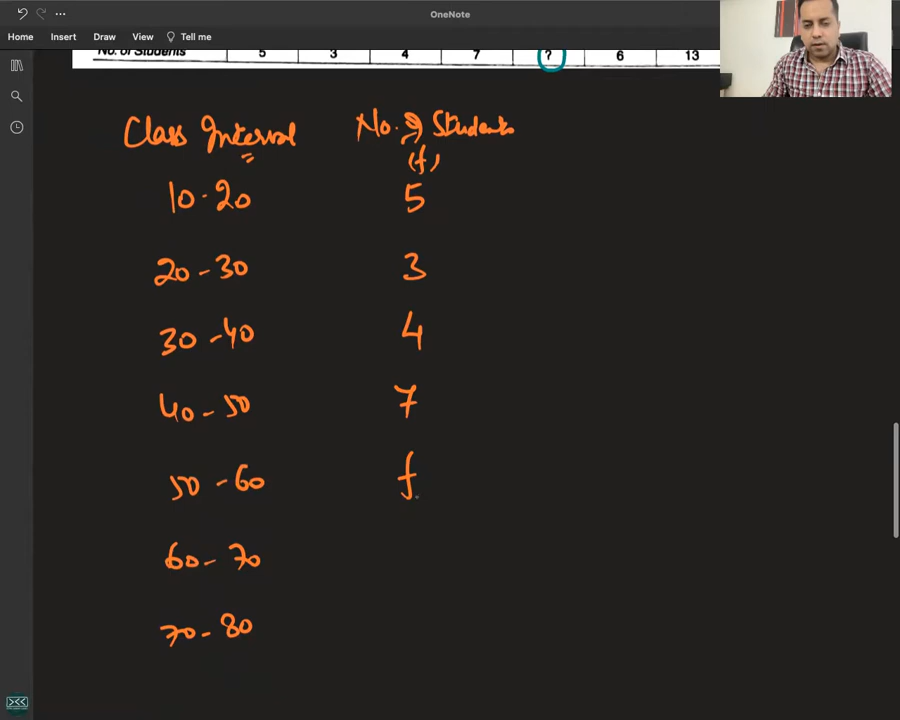 OneNote
Home Insert Draw View Tell me
No. of Students 5 3 4 7 ? 6 13
Class Interval No. of Students
(f)
10-20 5
20-30 3
30-40 4
40-50 7
50-60 f
60-70
70-80